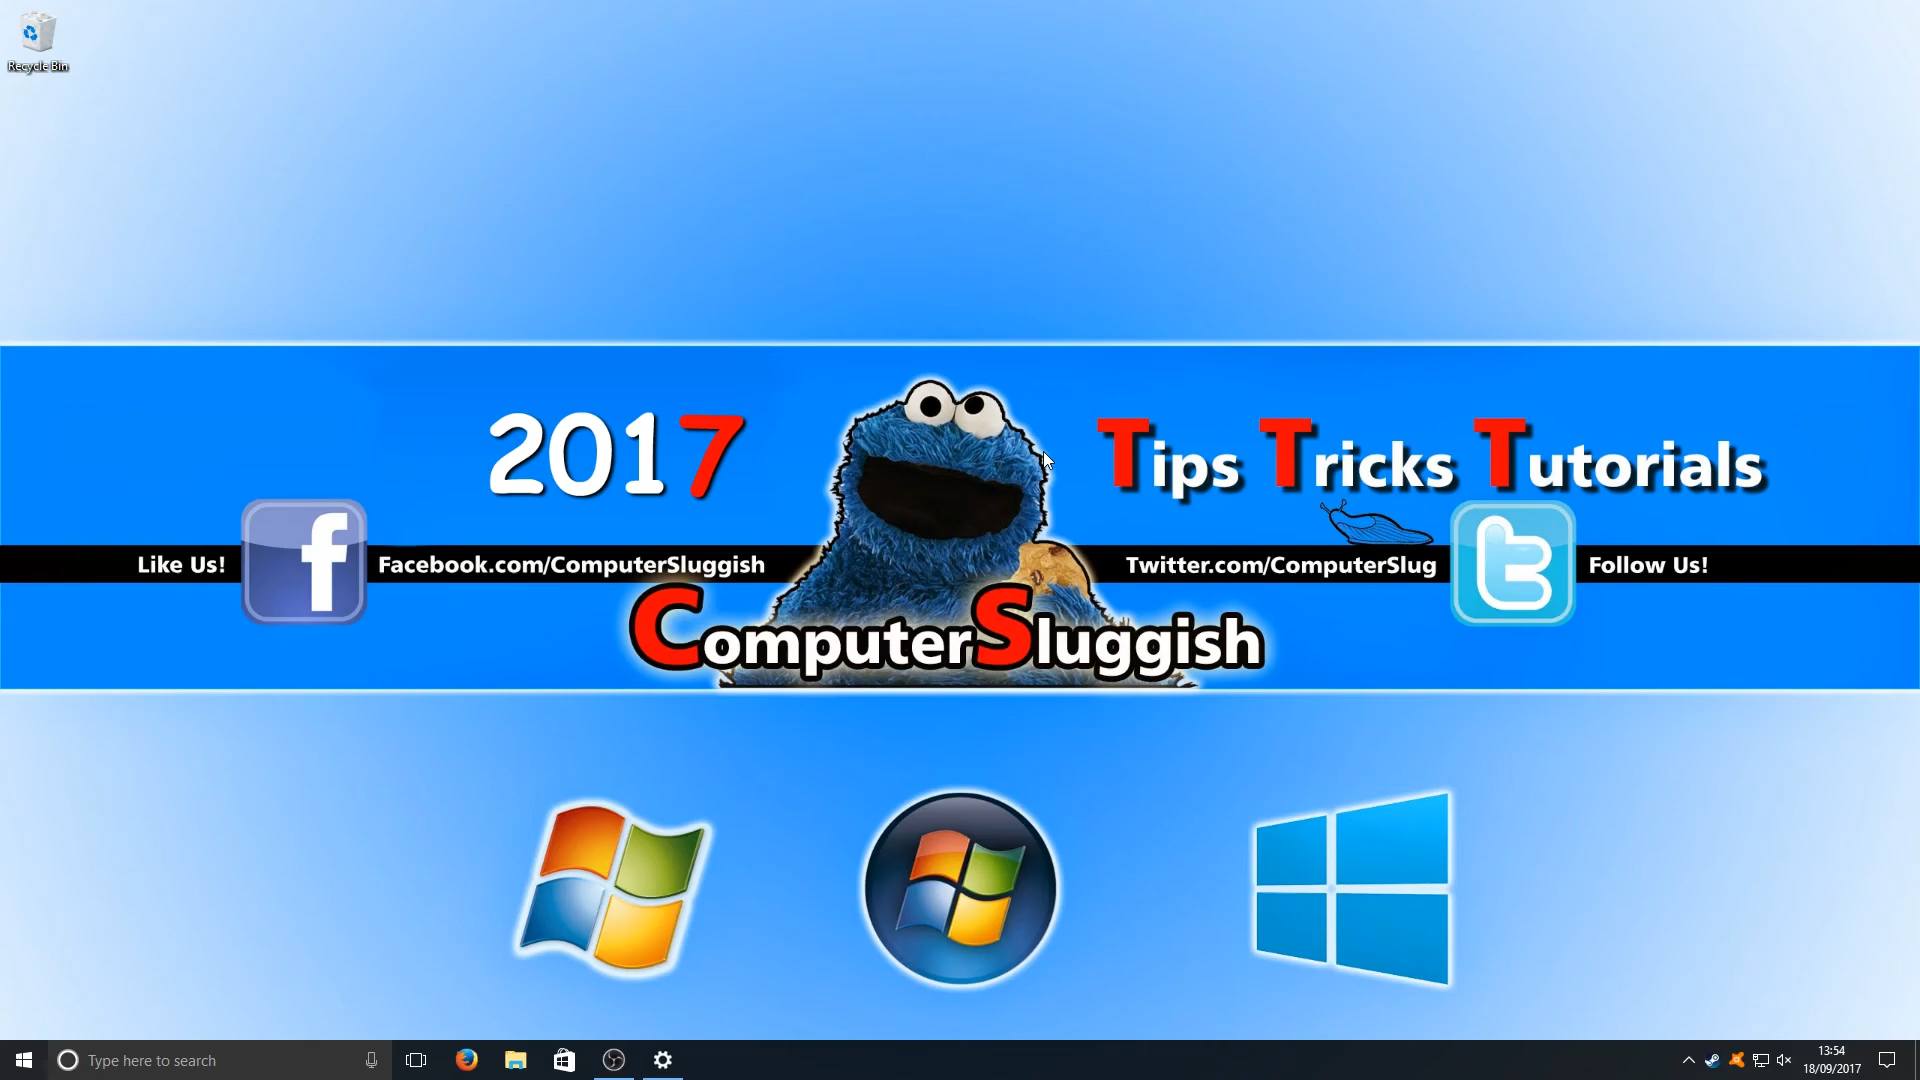 Recycle Bin
2017
Tips Tricks Tutorials
Like Us!
Facebook.com/ComputerSluggish
Twitter.com/ComputerSlug
Follow Us!
ComputerSluggish
Type here to search
13:54
18/09/2017